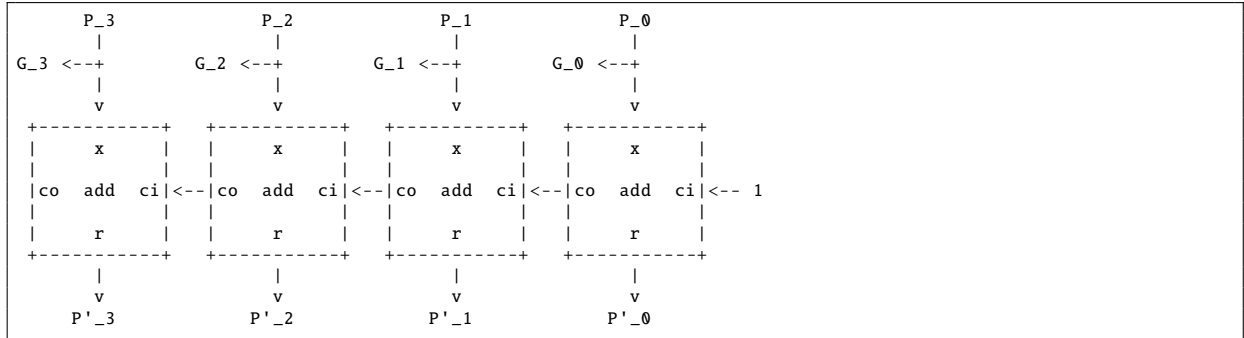 P_3 P_2 P_1 P_0
| | | |
G_3 <--+ G_2 <--+ G_1 <--+ G_0 <--+
| | | |
v v v v
+-----------+ +-----------+ +-----------+ +-----------+
| x | | x | | x | | x |
| | | | | | | |
|co add ci|<--|co add ci|<--|co add ci|<--|co add ci|<-- 1
| | | | | | | |
| r | | r | | r | | r |
+-----------+ +-----------+ +-----------+ +-----------+
| | | |
v v v v
P'_3 P'_2 P'_1 P'_0